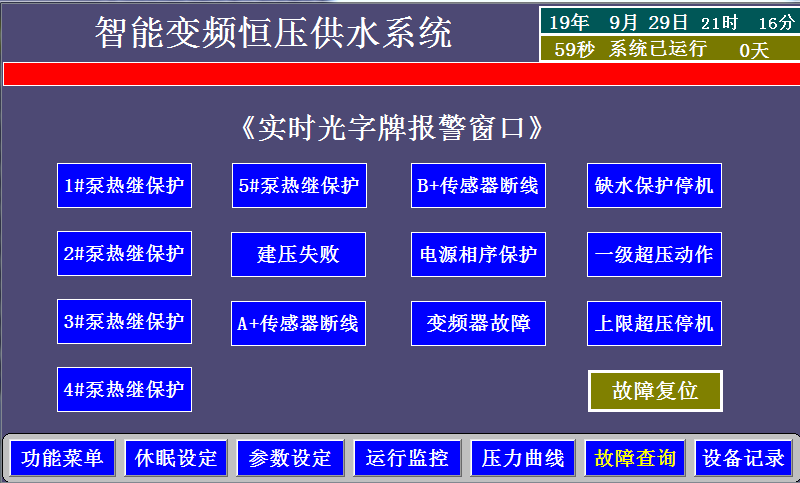 智能变频恒压供水系统
19年 9月 29日 21时 16分
59秒 系统已运行 0天
《实时光字牌报警窗口》
1#泵热继保护 5#泵热继保护 B+传感器断线 缺水保护停机
2#泵热继保护 建压失败 电源相序保护 一级超压动作
3#泵热继保护 A+传感器断线 变频器故障 上限超压停机
4#泵热继保护 故障复位
功能菜单 休眠设定 参数设定 运行监控 压力曲线 故障查询 设备记录